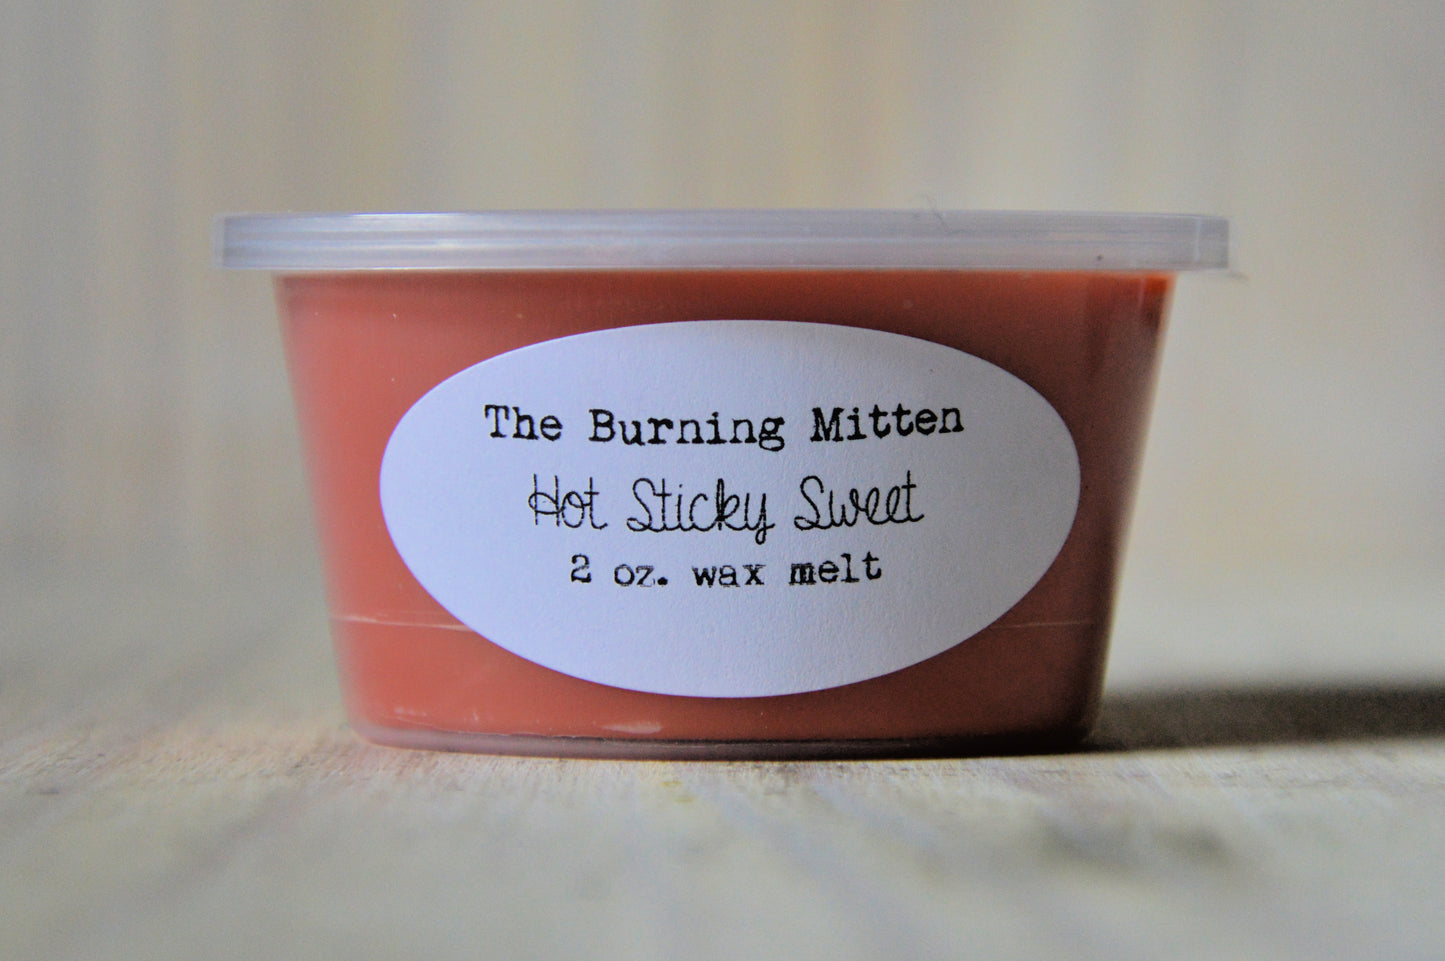 The Burning Mitten
Hot Sticky Sweet
2 oz. wax melt